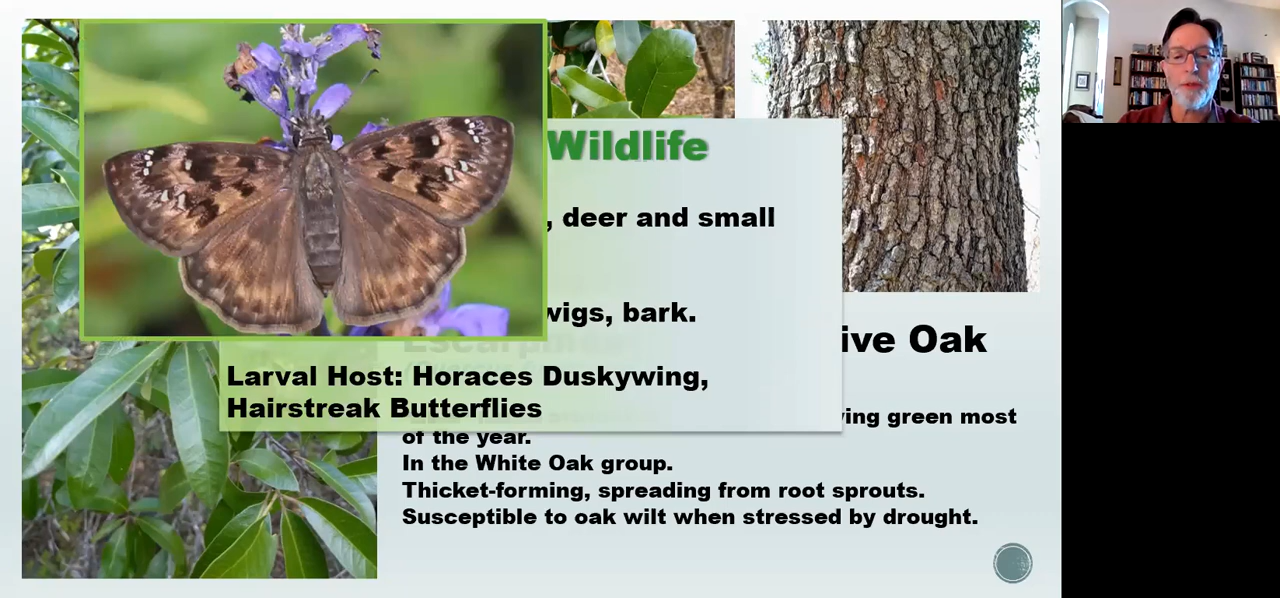 Wildlife
, deer and small
wigs, bark.
ive Oak
Larval Host: Horaces Duskywing,
Hairstreak Butterflies
ving green most
of the year.
In the White Oak group.
Thicket-forming, spreading from root sprouts.
Susceptible to oak wilt when stressed by drought.